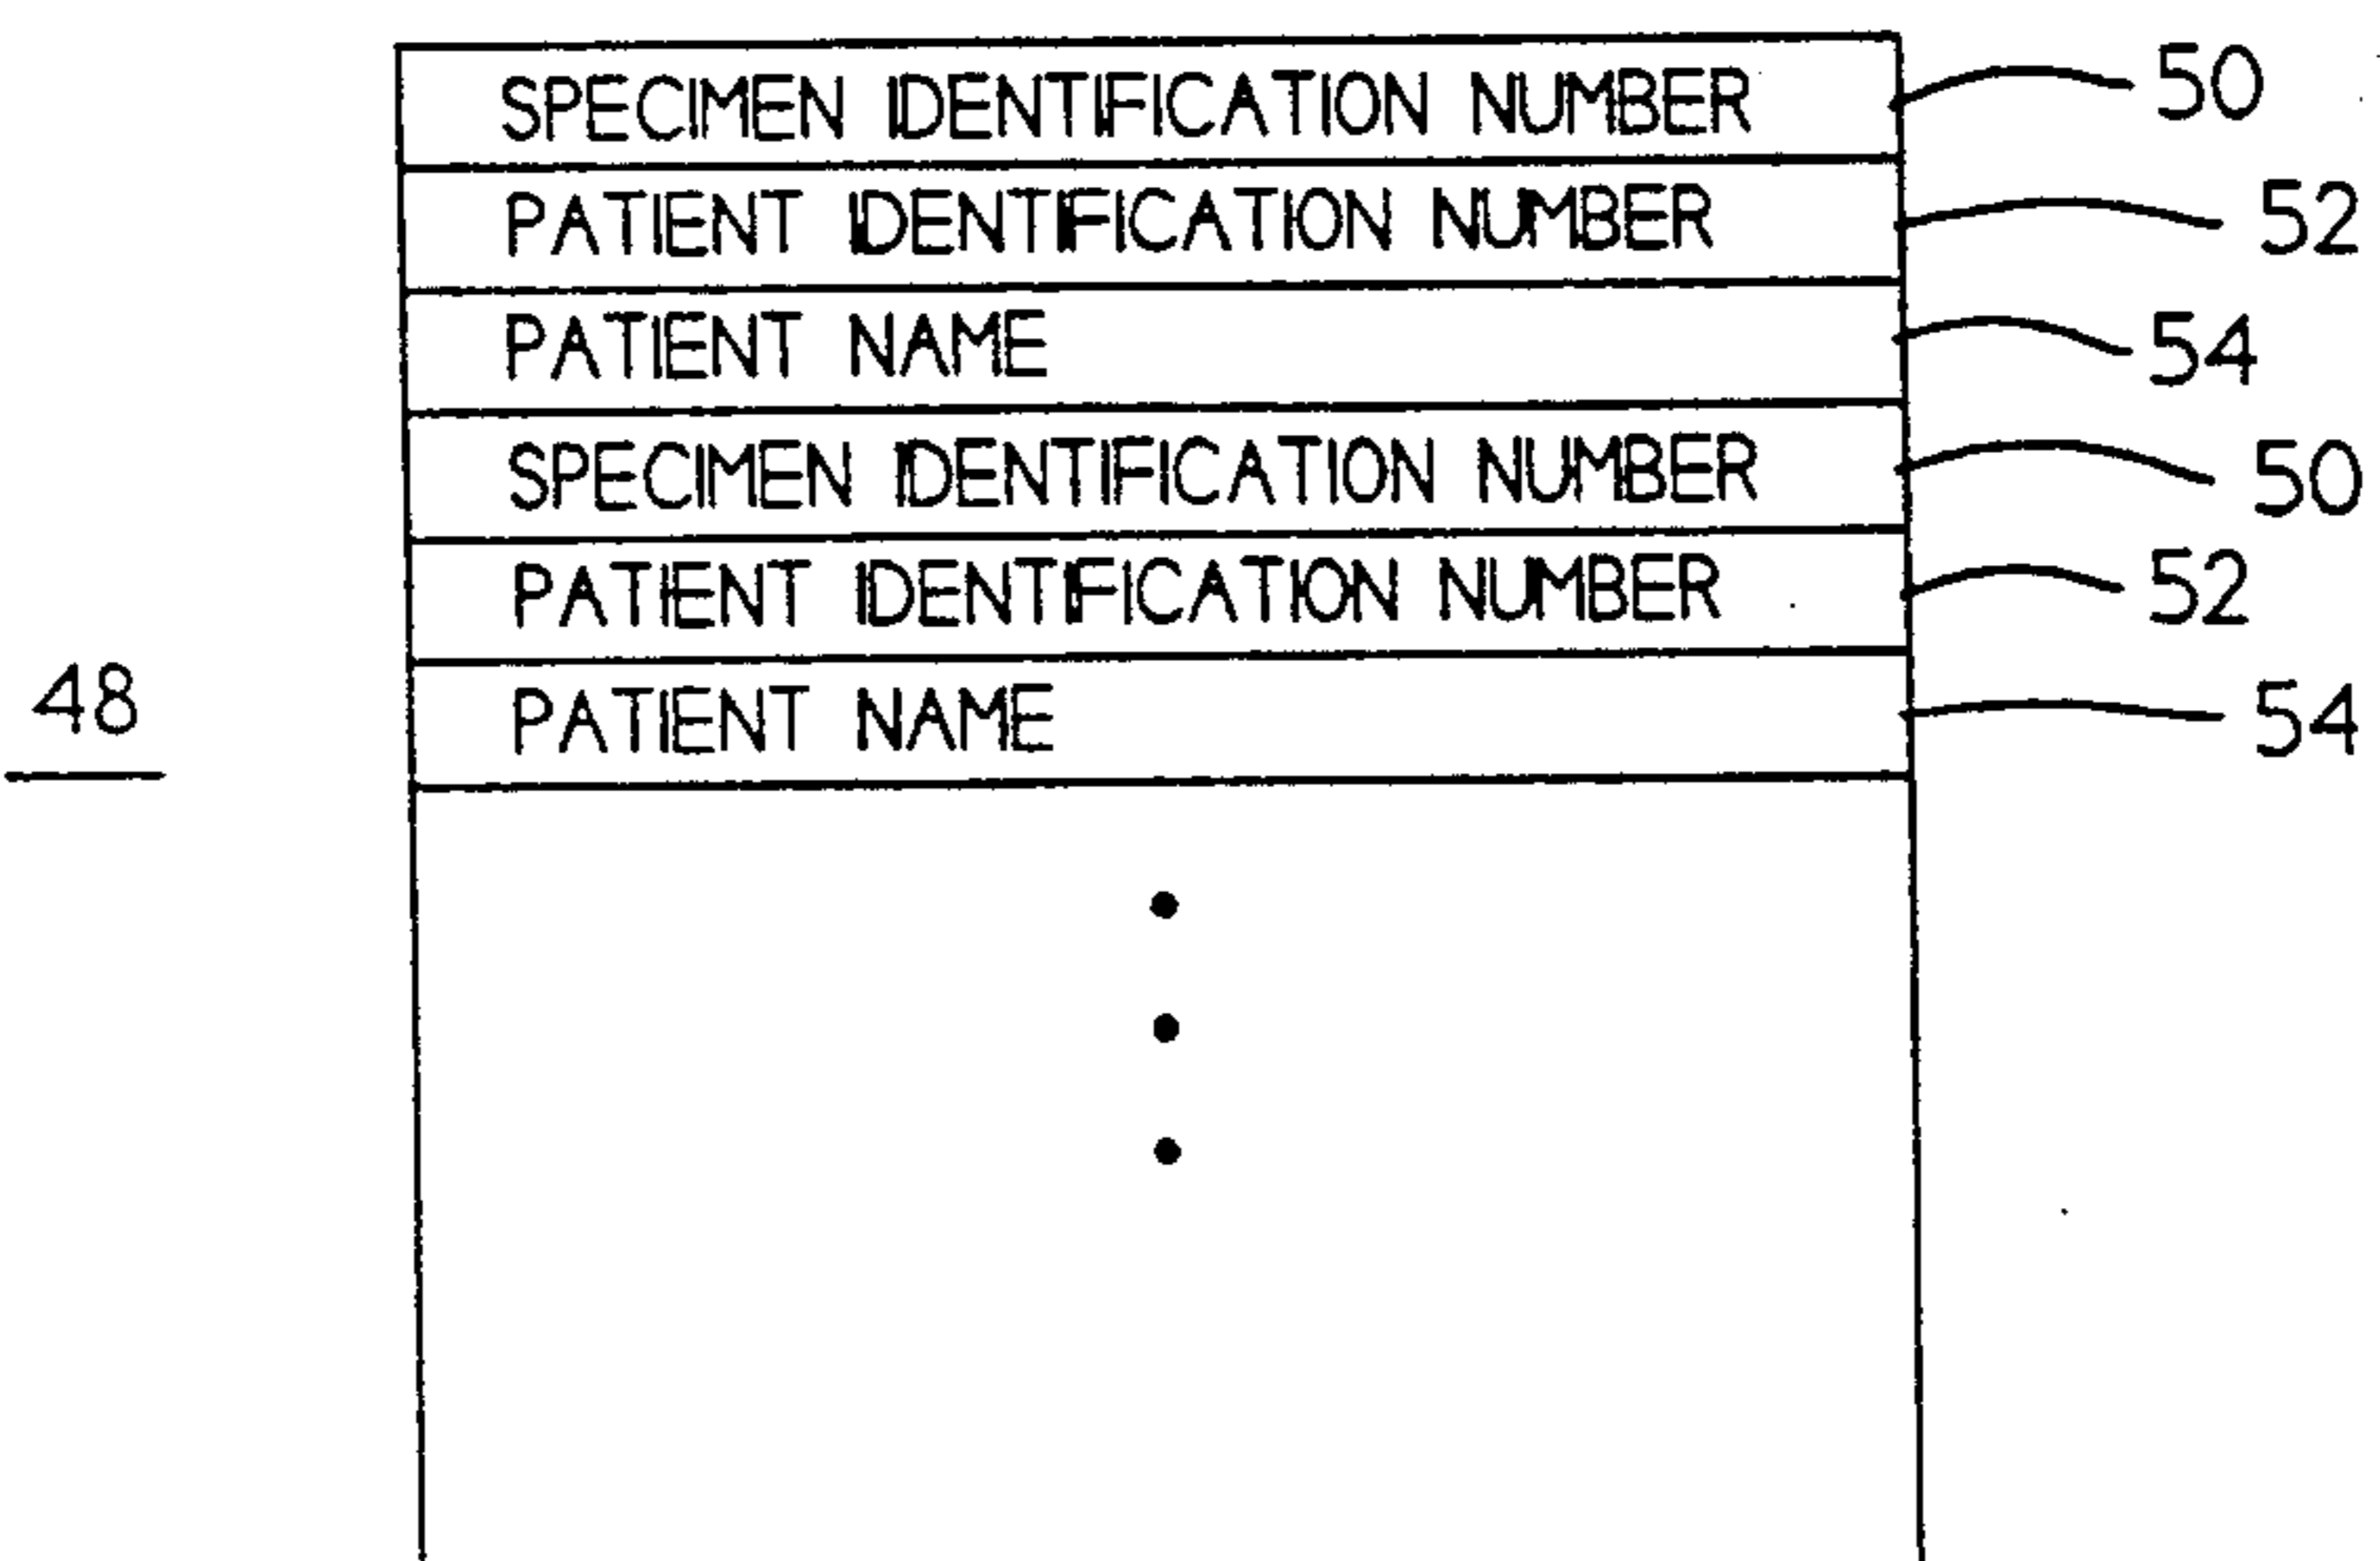 SPECIMEN IDENTIFICATION NUMBER 50
PATIENT IDENTIFICATION NUMBER 52
PATIENT NAME 54
SPECIMEN IDENTIFICATION NUMBER 50
PATIENT IDENTIFICATION NUMBER 52
48 PATIENT NAME 54